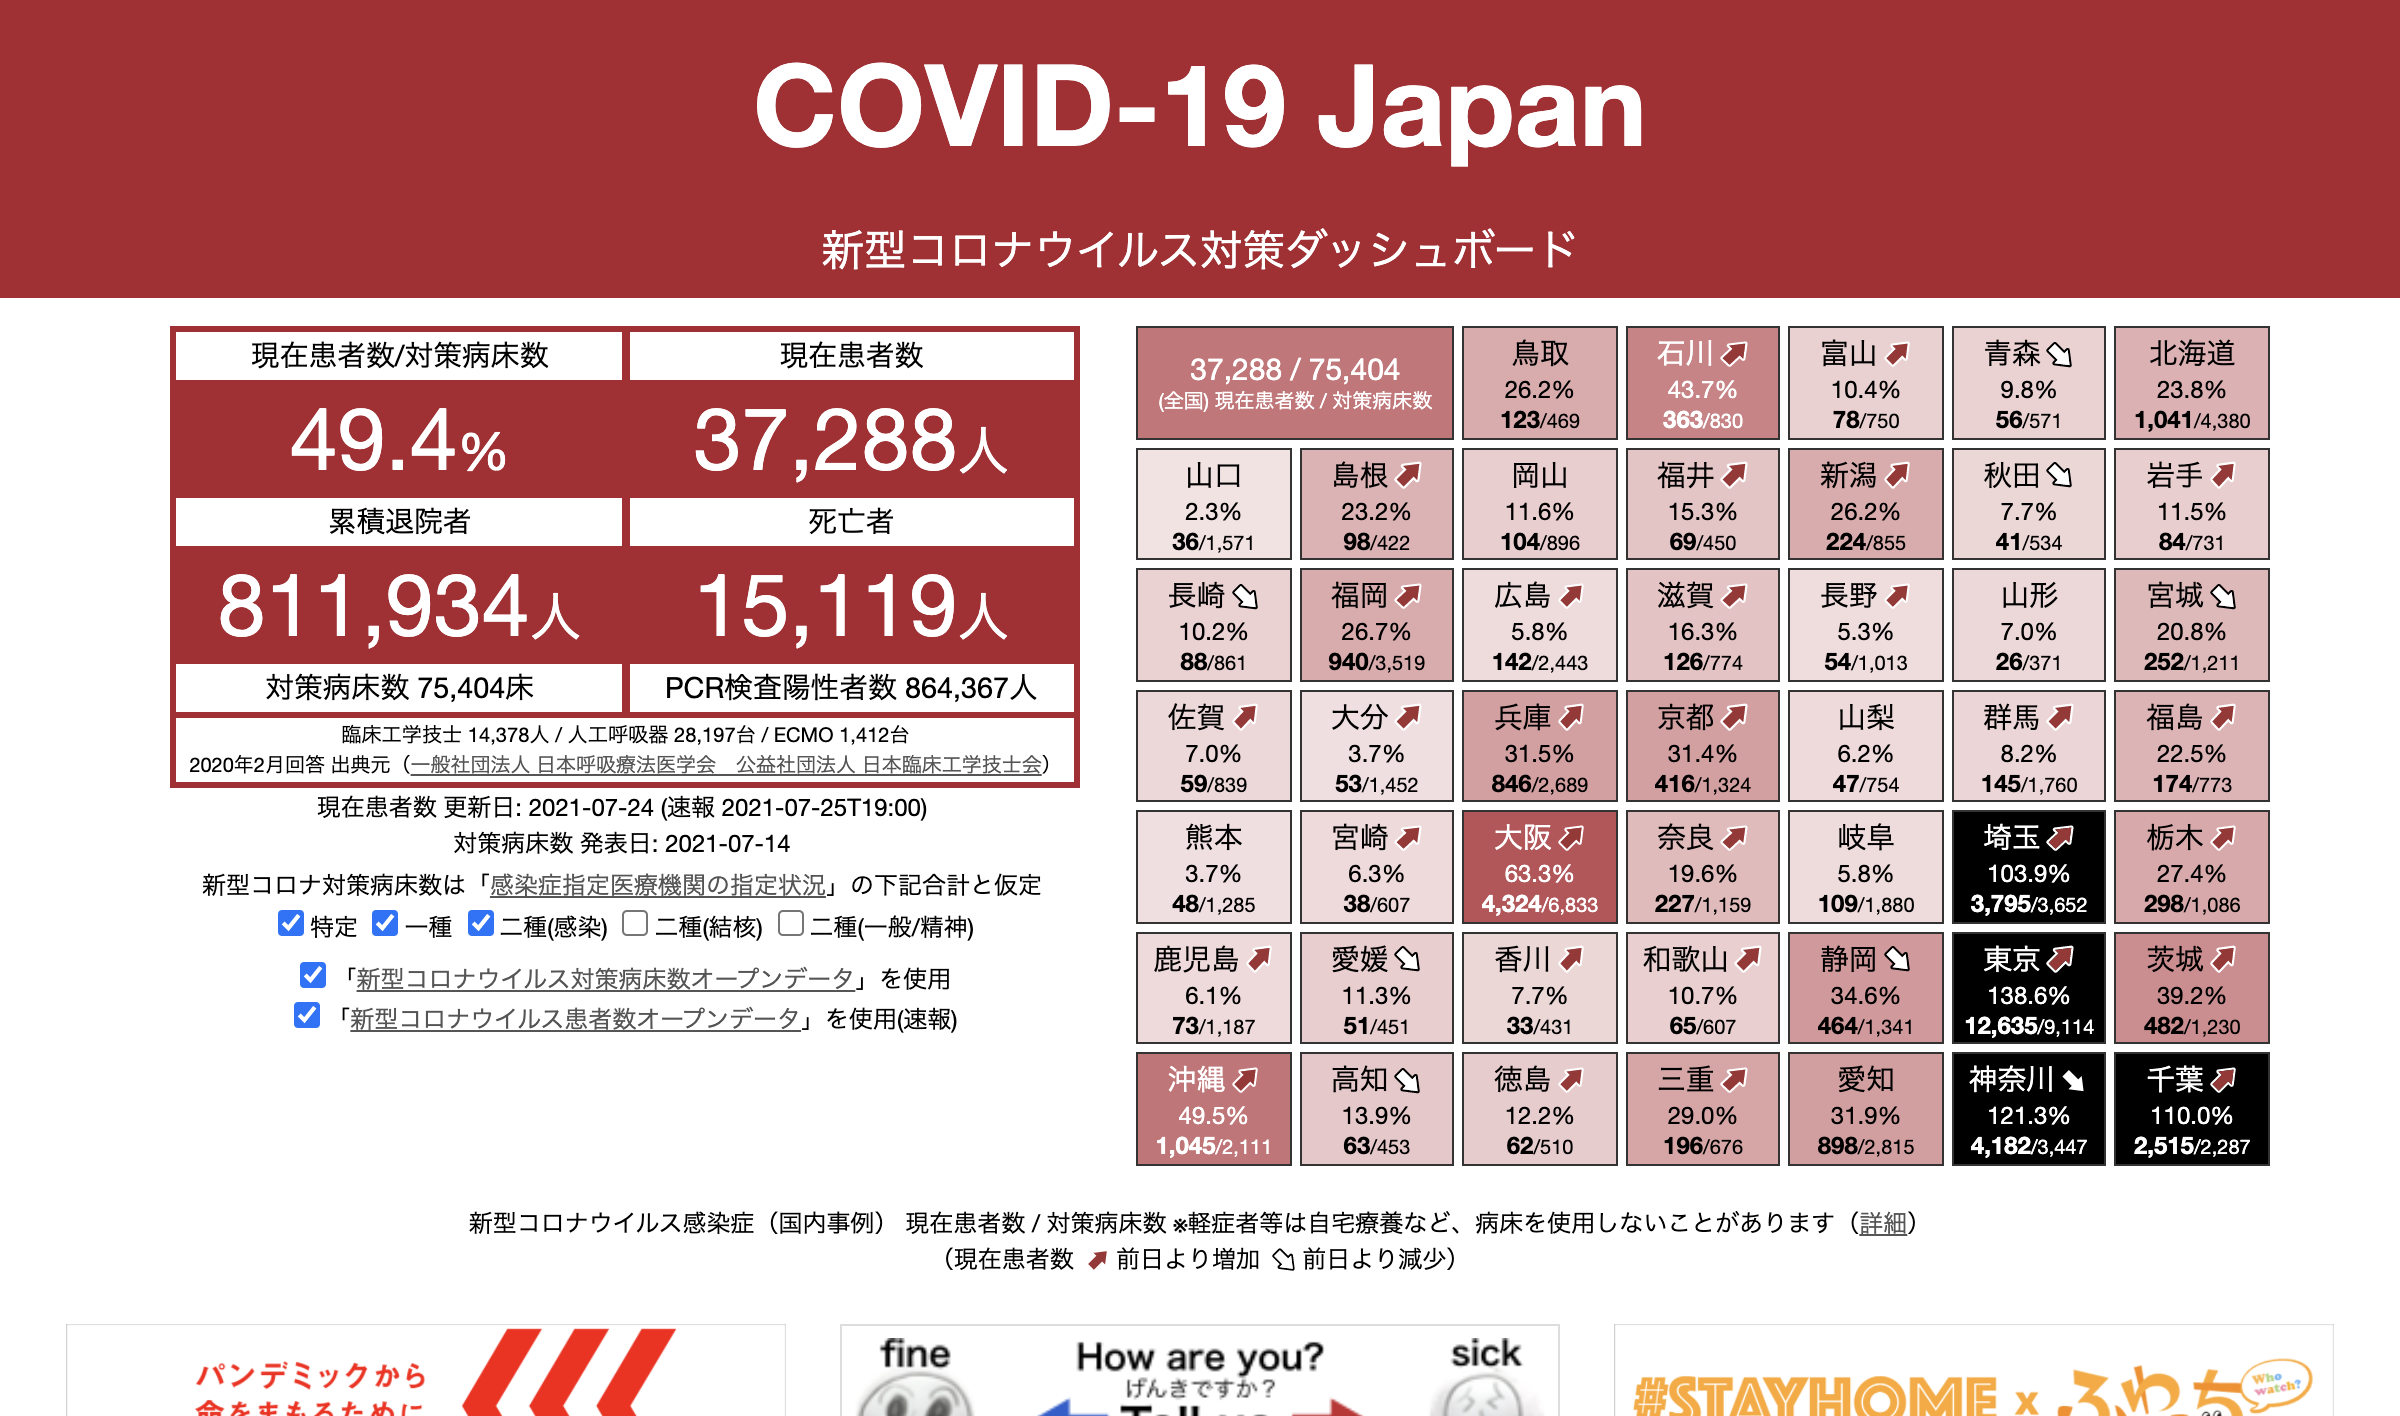 COVID-19 Japan
新型コロナウイルス対策ダッシュボード
現在患者数/対策病床数
現在患者数
49.4%
37,288人
累積退院者
死亡者
811,934人
15,119人
対策病床数 75,404床
PCR検査陽性者数 864,367人
臨床工学技士 14,378人 / 人工呼吸器 28,197台 / ECMO 1,412台
2020年2月回答 出典元（一般社団法人 日本呼吸療法医学会　公益社団法人 日本臨床工学技士会）
現在患者数 更新日: 2021-07-24 (速報 2021-07-25T19:00)
対策病床数 発表日: 2021-07-14
新型コロナ対策病床数は「感染症指定医療機関の指定状況」の下記合計と仮定
特定 一種 二種(感染) 二種(結核) 二種(一般/精神)
「新型コロナウイルス対策病床数オープンデータ」を使用
「新型コロナウイルス患者数オープンデータ」を使用(速報)
37,288 / 75,404
(全国) 現在患者数 / 対策病床数
鳥取
26.2%
123/469
石川
43.7%
363/830
富山
10.4%
78/750
青森
9.8%
56/571
北海道
23.8%
1,041/4,380
山口
2.3%
36/1,571
島根
23.2%
98/422
岡山
11.6%
104/896
福井
15.3%
69/450
新潟
26.2%
224/855
秋田
7.7%
41/534
岩手
11.5%
84/731
長崎
10.2%
88/861
福岡
26.7%
940/3,519
広島
5.8%
142/2,443
滋賀
16.3%
126/774
長野
5.3%
54/1,013
山形
7.0%
26/371
宮城
20.8%
252/1,211
佐賀
7.0%
59/839
大分
3.7%
53/1,452
兵庫
31.5%
846/2,689
京都
31.4%
416/1,324
山梨
6.2%
47/754
群馬
8.2%
145/1,760
福島
22.5%
174/773
熊本
3.7%
48/1,285
宮崎
6.3%
38/607
大阪
63.3%
4,324/6,833
奈良
19.6%
227/1,159
岐阜
5.8%
109/1,880
埼玉
103.9%
3,795/3,652
栃木
27.4%
298/1,086
鹿児島
6.1%
73/1,187
愛媛
11.3%
51/451
香川
7.7%
33/431
和歌山
10.7%
65/607
静岡
34.6%
464/1,341
東京
138.6%
12,635/9,114
茨城
39.2%
482/1,230
沖縄
49.5%
1,045/2,111
高知
13.9%
63/453
徳島
12.2%
62/510
三重
29.0%
196/676
愛知
31.9%
898/2,815
神奈川
121.3%
4,182/3,447
千葉
110.0%
2,515/2,287
新型コロナウイルス感染症（国内事例） 現在患者数 / 対策病床数 ※軽症者等は自宅療養など、病床を使用しないことがあります（詳細）
（現在患者数 前日より増加 前日より減少）
パンデミックから
命をまもるために
fine
How are you?
sick
げんきですか？
Tell us
#STAYHOME x ふわっち
Who watch?